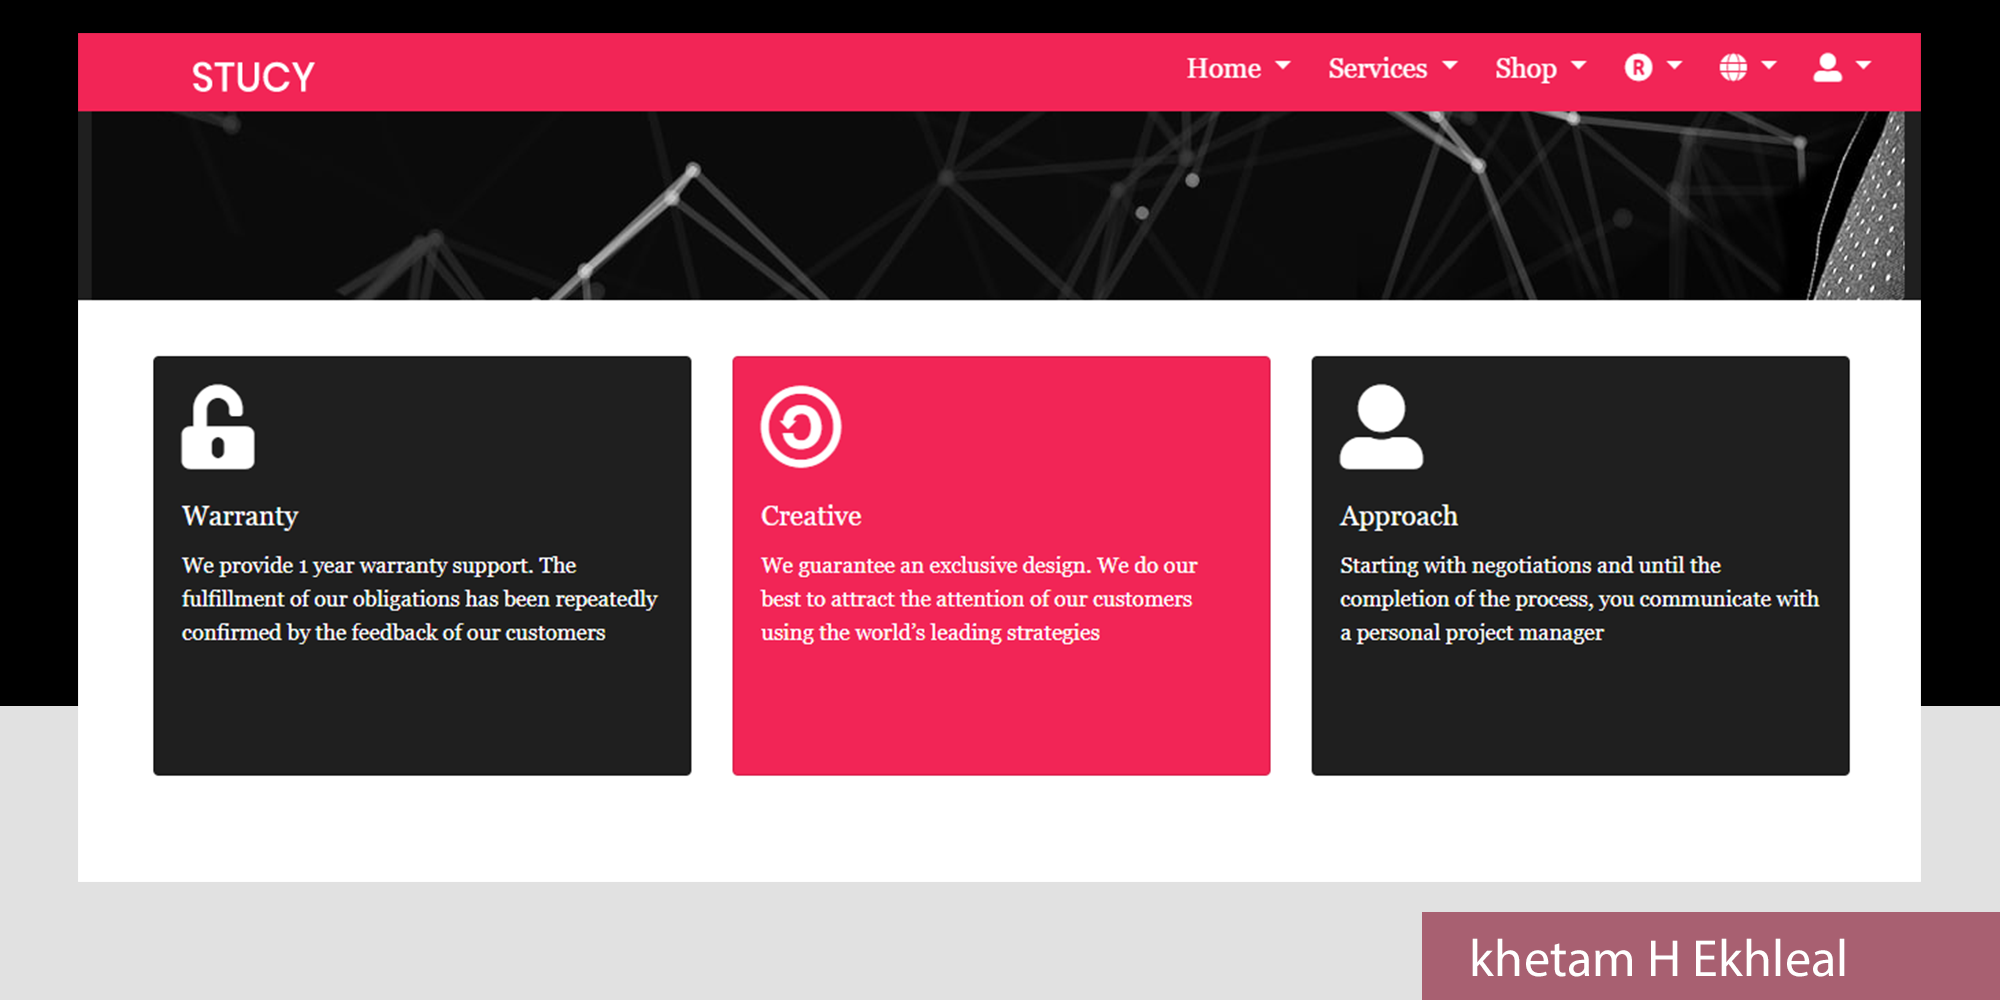 STUCY
Home
Services
Shop
R
Warranty
We provide 1 year warranty support. The
fulfillment of our obligations has been repeatedly
confirmed by the feedback of our customers
Creative
We guarantee an exclusive design. We do our
best to attract the attention of our customers
using the world’s leading strategies
Approach
Starting with negotiations and until the
completion of the process, you communicate with
a personal project manager
khetam H Ekhleal